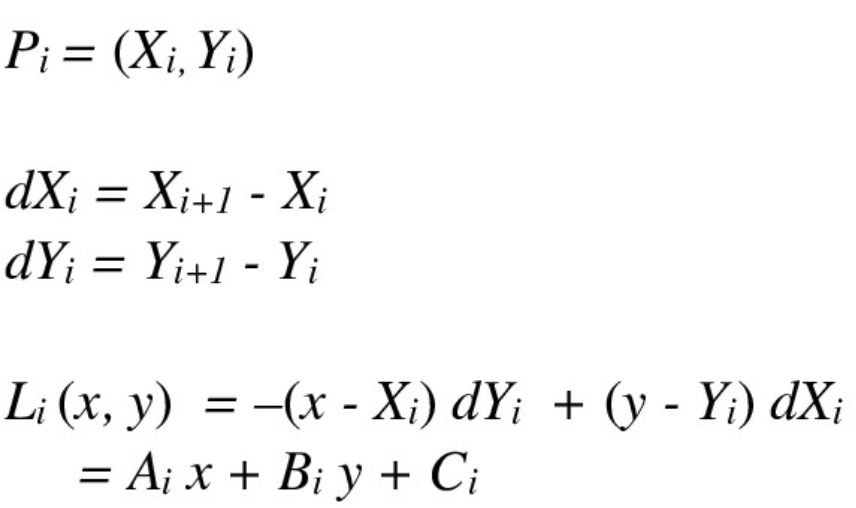 Pᵢ = (Xᵢ, Yᵢ)
dXᵢ = Xᵢ₊₁ - Xᵢ
dYᵢ = Yᵢ₊₁ - Yᵢ
Lᵢ (x, y) = –(x - Xᵢ) dYᵢ + (y - Yᵢ) dXᵢ
= Aᵢ x + Bᵢ y + Cᵢ